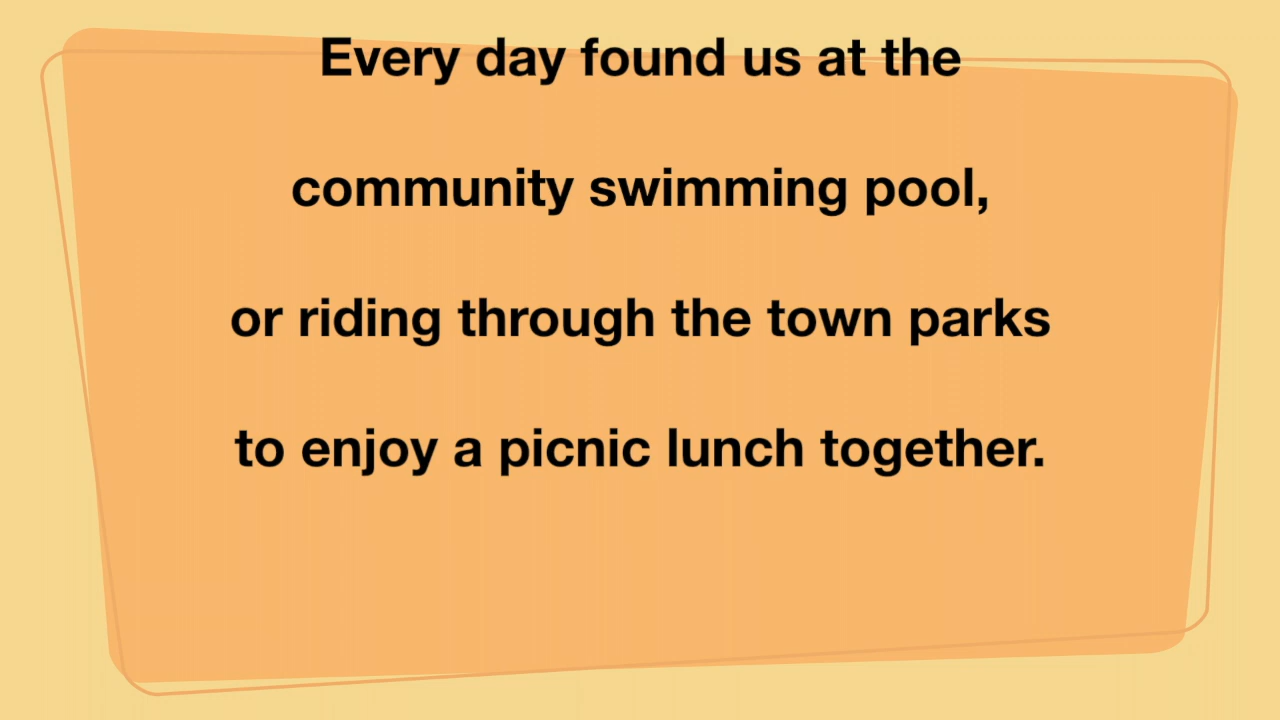 Every day found us at the
community swimming pool,
or riding through the town parks
to enjoy a picnic lunch together.